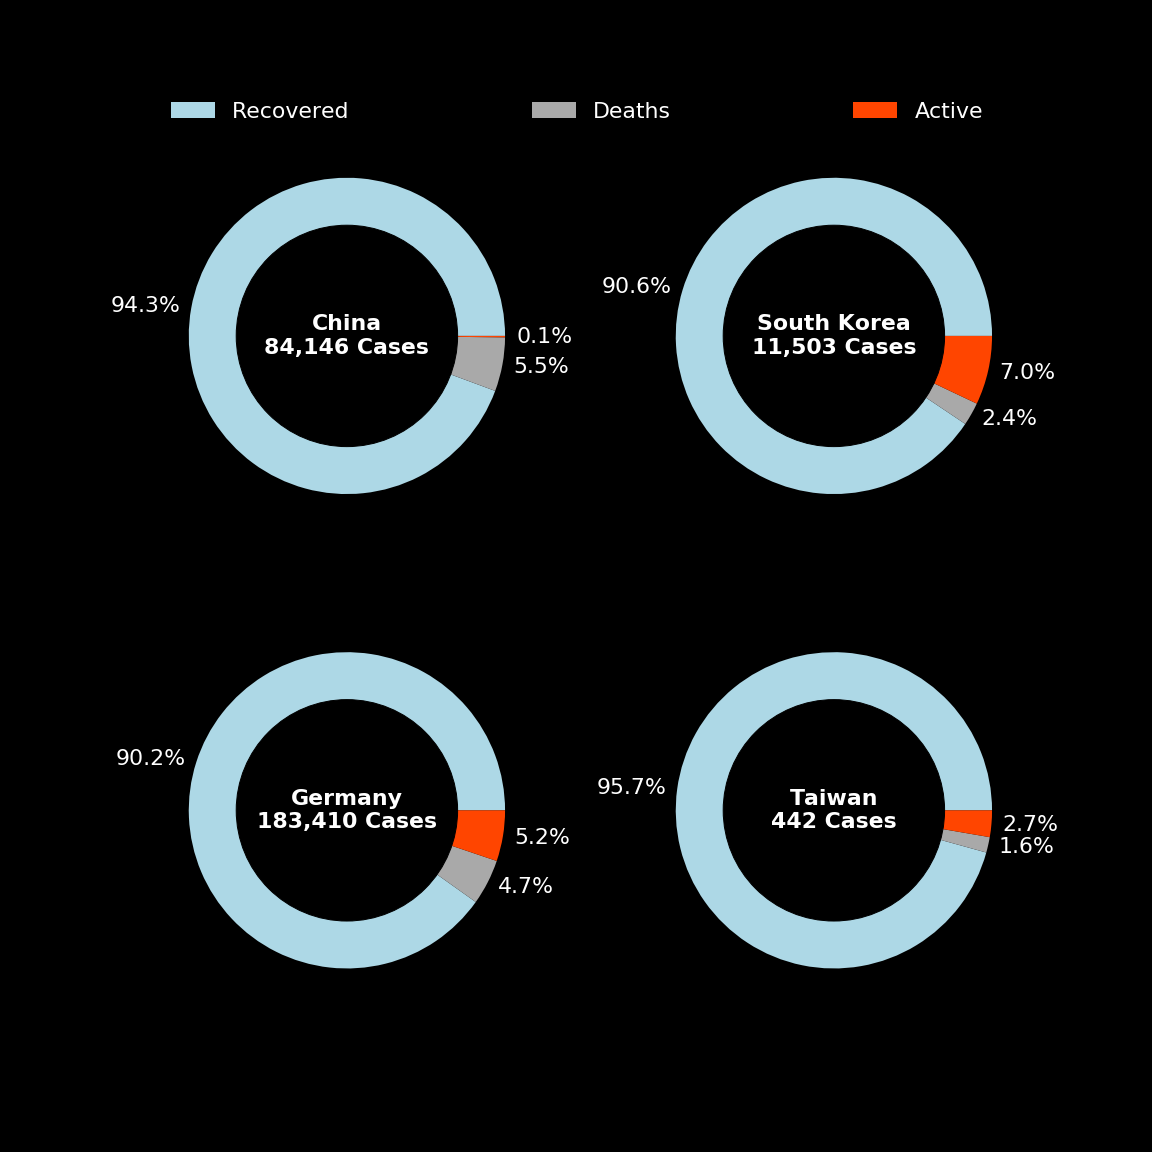 Recovered
Deaths
Active
94.3%
China
84,146 Cases
0.1%
5.5%
90.6%
South Korea
11,503 Cases
7.0%
2.4%
90.2%
Germany
183,410 Cases
5.2%
4.7%
95.7%
Taiwan
442 Cases
2.7%
1.6%